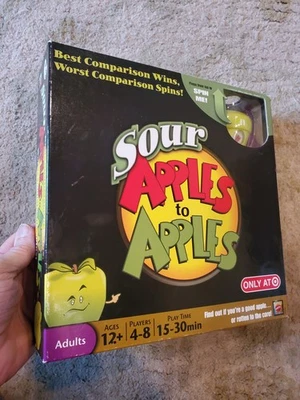 Best Comparison Wins.
Worst Comparison Spins!
SPIN
ME!
Sour
APPLES
to
APPLES
ONLY AT
Find out if you're a good apple...
or rotten to the core!
Adults
AGES
12+
PLAYERS
4-8
PLAY TIME
15-30min